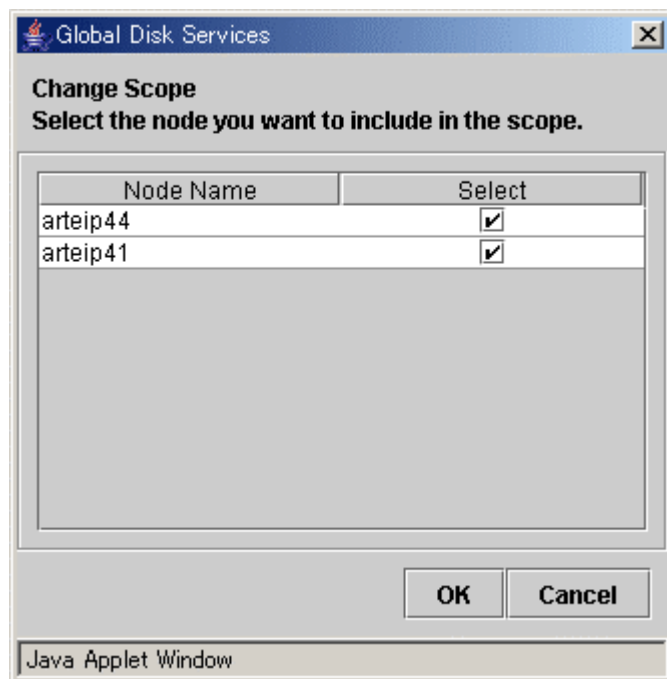 Global Disk Services
Change Scope
Select the node you want to include in the scope.
Node Name Select
arteip44
arteip41
OK Cancel
Java Applet Window